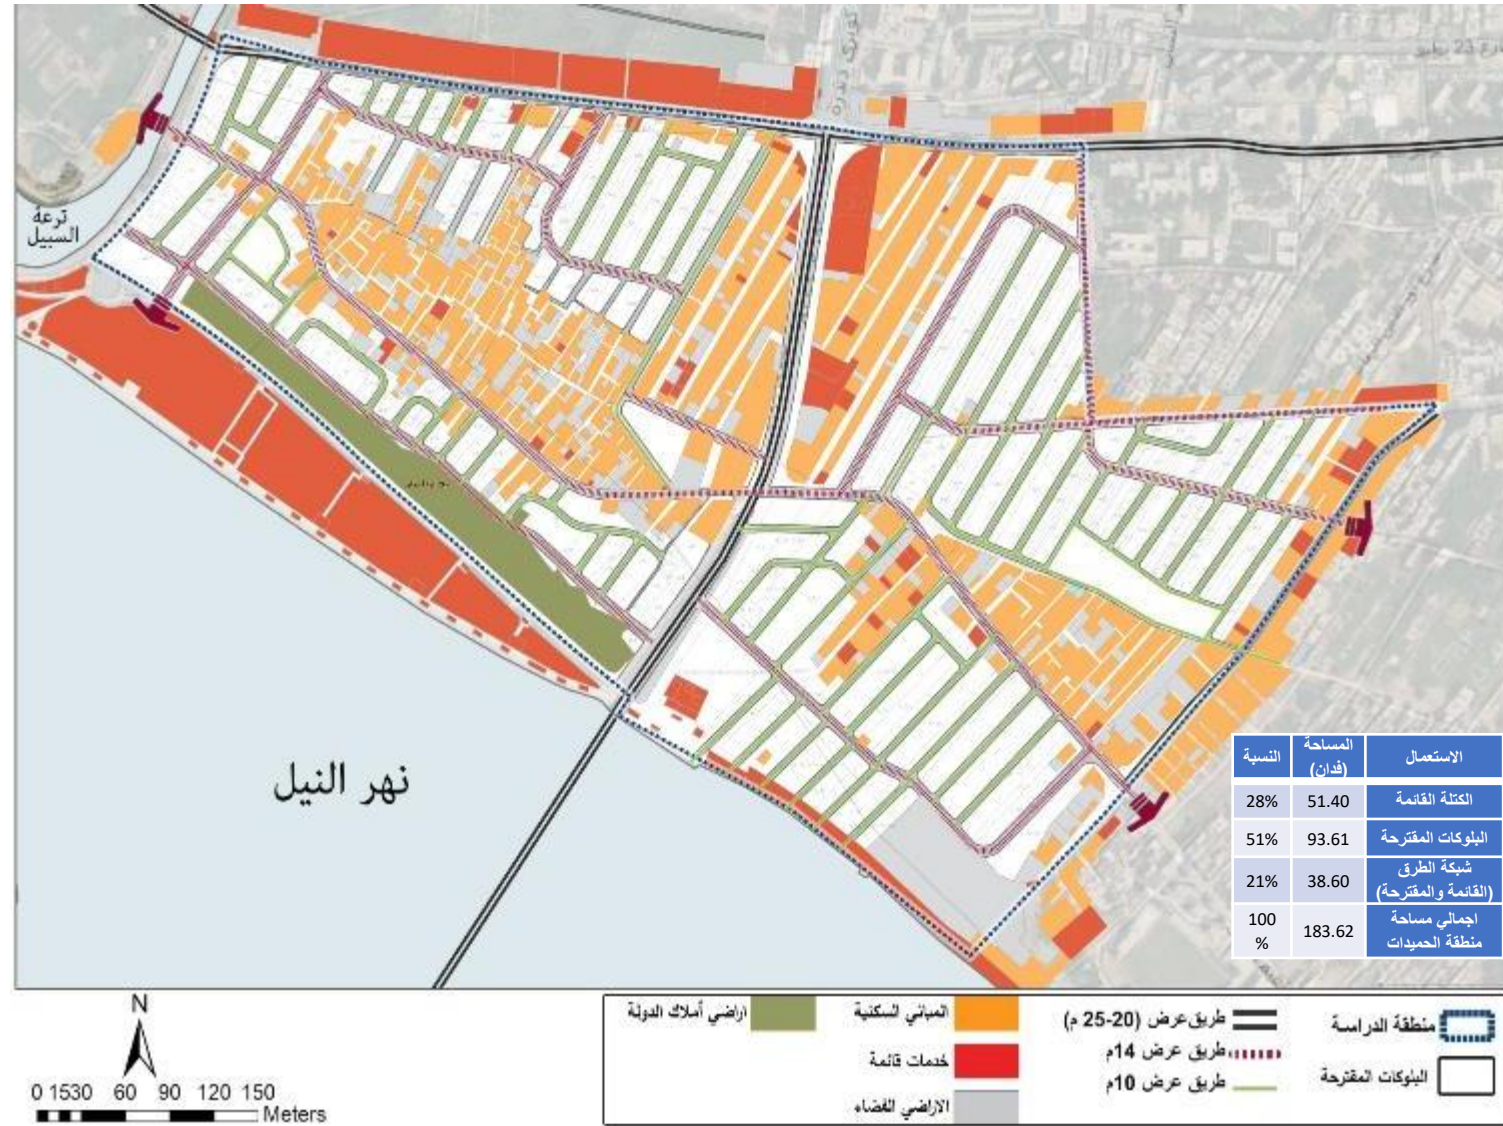 كوبري دندرة
ترعة
السبيل
نهر النيل
الاستعمال	المساحة (فدان)	النسبة
الكتلة القائمة	51.40	28%
البلوكات المقترحة	93.61	51%
شبكة الطرق (القائمة والمقترحة)	38.60	21%
اجمالي مساحة منطقة الحميدات	183.62	100 %
N
0 1530 60 90 120 150
Meters
منطقة الدراسة
البلوكات المقترحة
طريق عرض (20-25 م)
طريق عرض 14م
طريق عرض 10م
المباني السكنية
خدمات قائمة
الاراضي الفضاء
اراضي أملاك الدولة